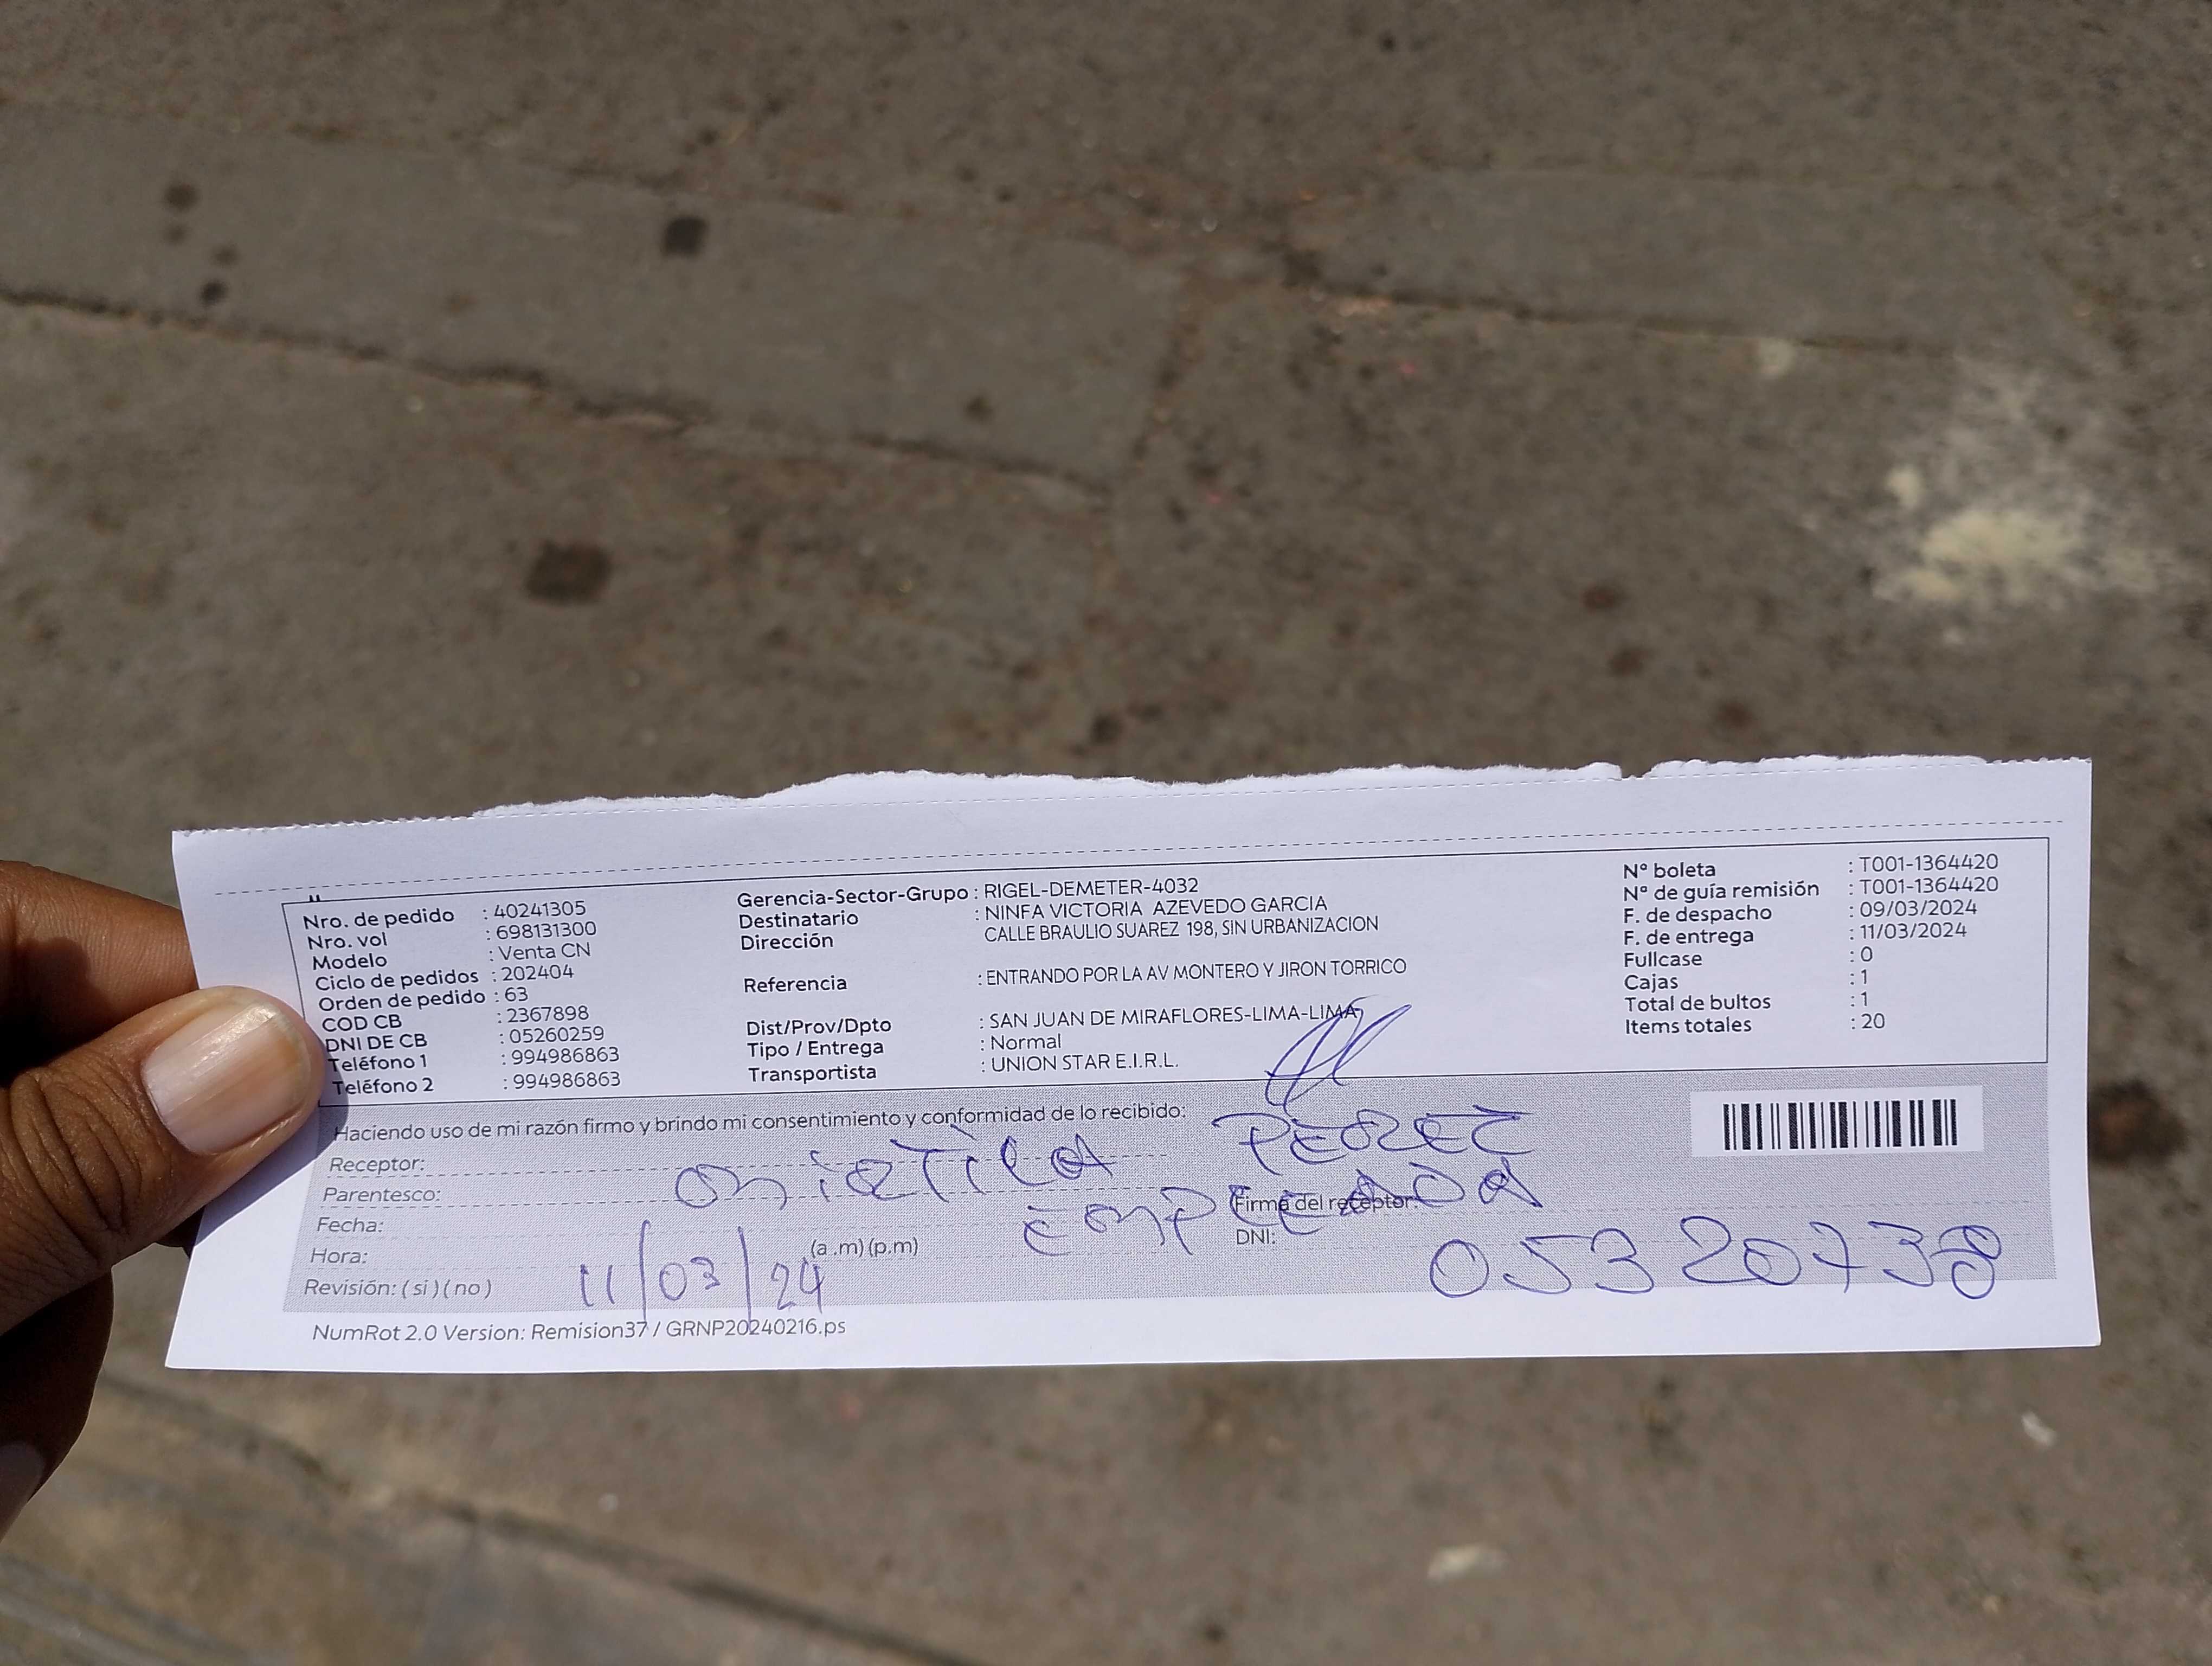 Nro. de pedido : 40241305
Nro. vol : 698131300
Modelo : Venta CN
Ciclo de pedidos : 202404
Orden de pedido : 63
COD CB : 2367898
DNI DE CB : 05260259
Teléfono 1 : 994986863
Teléfono 2 : 994986863
Gerencia-Sector-Grupo : RIGEL-DEMETER-4032
Destinatario : NINFA VICTORIA AZEVEDO GARCIA
Dirección CALLE BRAULIO SUAREZ 198, SIN URBANIZACION
Referencia : ENTRANDO POR LA AV MONTERO Y JIRON TORRICO
Dist/Prov/Dpto : SAN JUAN DE MIRAFLORES-LIMA-LIMA
Tipo / Entrega : Normal
Transportista : UNION STAR E.I.R.L.
Nº boleta : T001-1364420
Nº de guía remisión : T001-1364420
F. de despacho : 09/03/2024
F. de entrega : 11/03/2024
Fullcase : 0
Cajas : 1
Total de bultos : 1
Items totales : 20
Haciendo uso de mi razón firmo y brindo mi consentimiento y conformidad de lo recibido:
Receptor: PEREZ
Parentesco: EMPLEADA
Fecha:
Hora: (a .m) (p.m)
Revisión: ( si ) ( no ) 11/03/24
Firma del receptor:
DNI: 05320738
NumRot 2.0 Version: Remision37 / GRNP20240216.ps